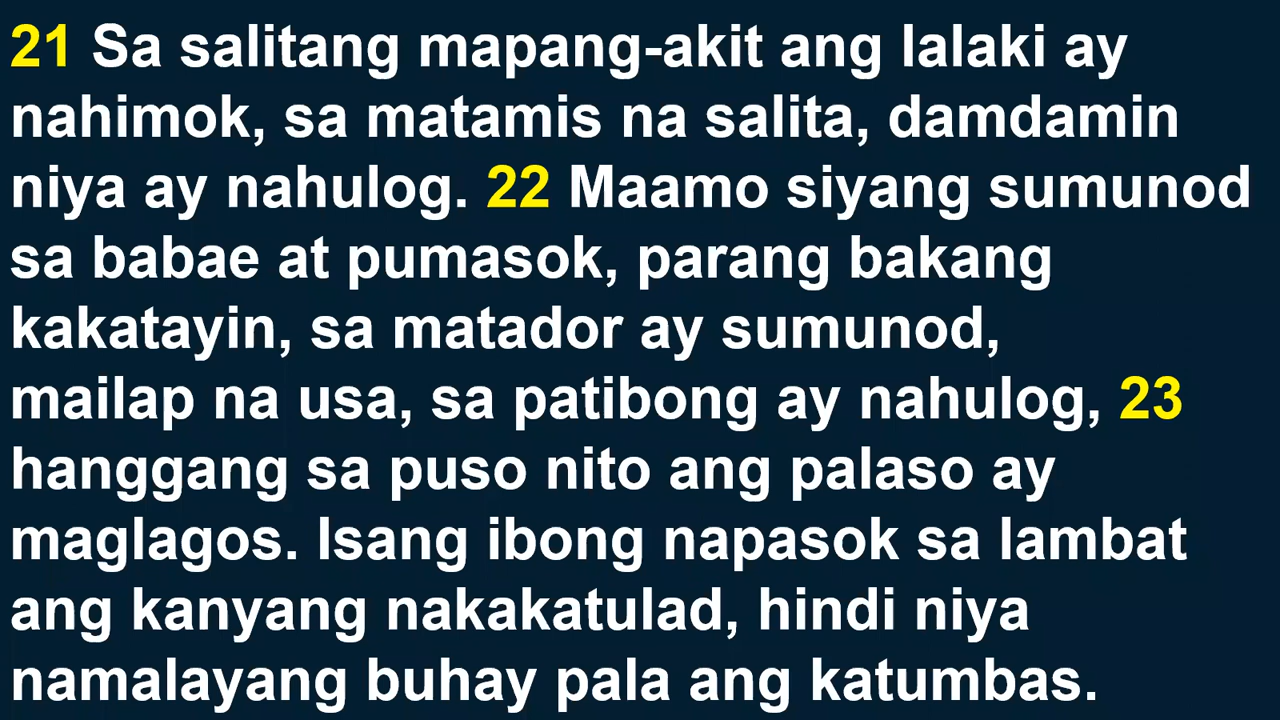 21 Sa salitang mapang-akit ang lalaki ay
nahimok, sa matamis na salita, damdamin
niya ay nahulog. 22 Maamo siyang sumunod
sa babae at pumasok, parang bakang
kakatayin, sa matador ay sumunod,
mailap na usa, sa patibong ay nahulog, 23
hanggang sa puso nito ang palaso ay
maglagos. Isang ibong napasok sa lambat
ang kanyang nakakatulad, hindi niya
namalayang buhay pala ang katumbas.